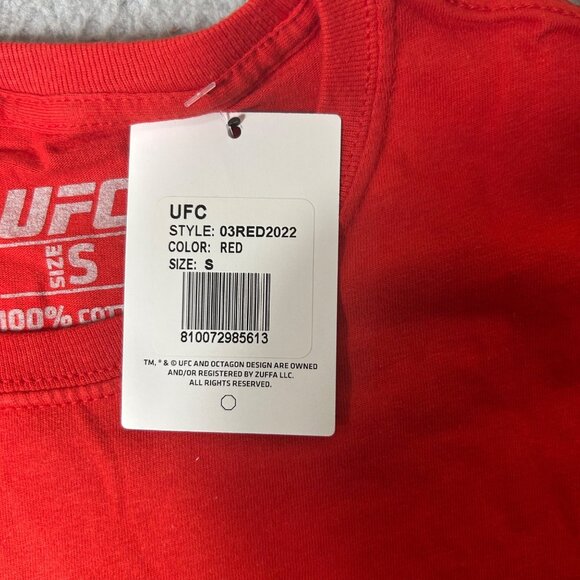 UFC
STYLE: 03RED2022
COLOR: RED
SIZE: S
810072985613
TM, ® & © UFC AND OCTAGON DESIGN ARE OWNED
AND/OR REGISTERED BY ZUFFA LLC.
ALL RIGHTS RESERVED.
UFC
SIZE S
100% COT